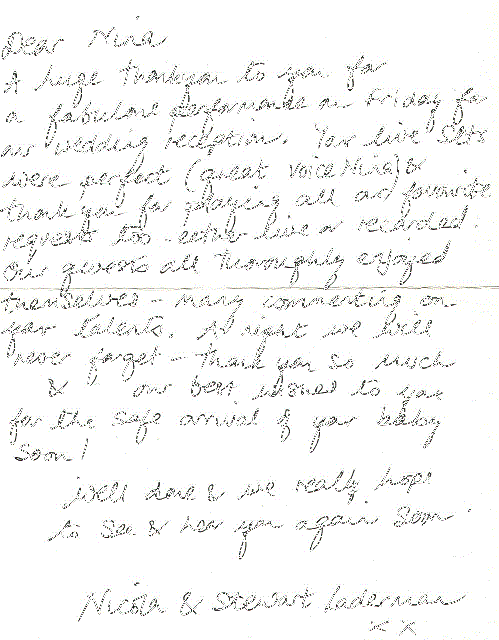 Dear Nina
A huge thankyou to you for
a fabulous performance on Friday for
our wedding reception. Your live sets
were perfect (great voice Nina) &
thank you for playing all our favourite
requests too - either live or recorded.
Our guests all thoroughly enjoyed
themselves - many commenting on
your talents. A night we will
never forget - thank you so much
& our best wishes to you
for the safe arrival of your baby
soon!
Well done & we really hope
to see & hear you again soon.
Nicola & Stewart Laderman
x x